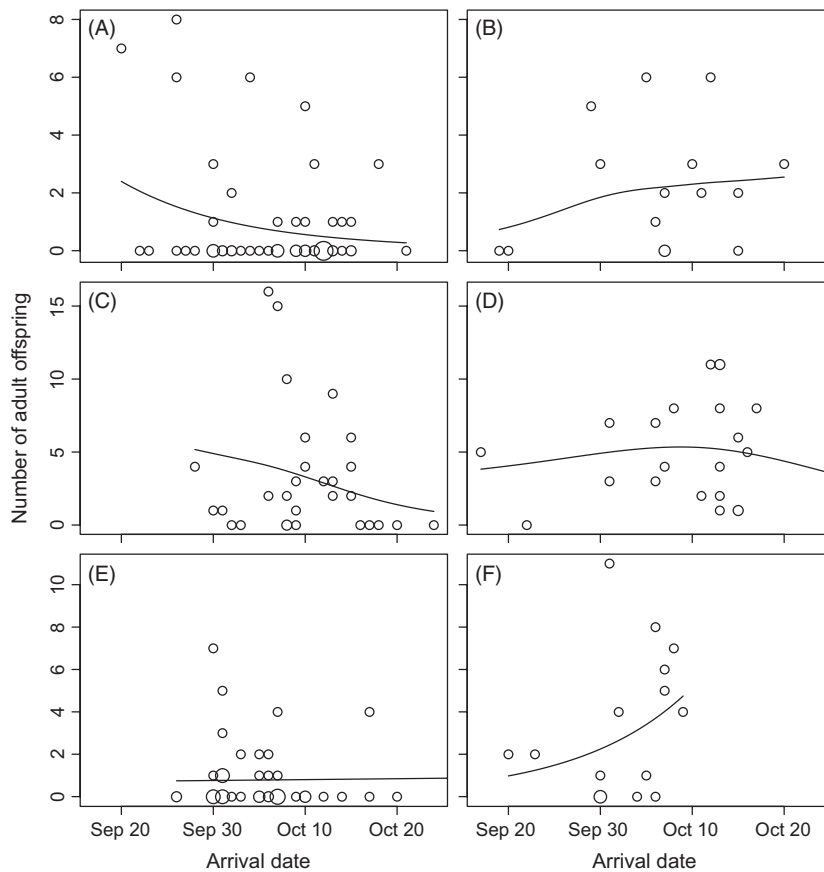 (A)
(B)
8
6
4
2
0
(C)
(D)
15
10
5
0
Number of adult offspring
(E)
(F)
10
8
6
4
2
0
Sep 20 Sep 30 Oct 10 Oct 20
Sep 20 Sep 30 Oct 10 Oct 20
Arrival date
Arrival date